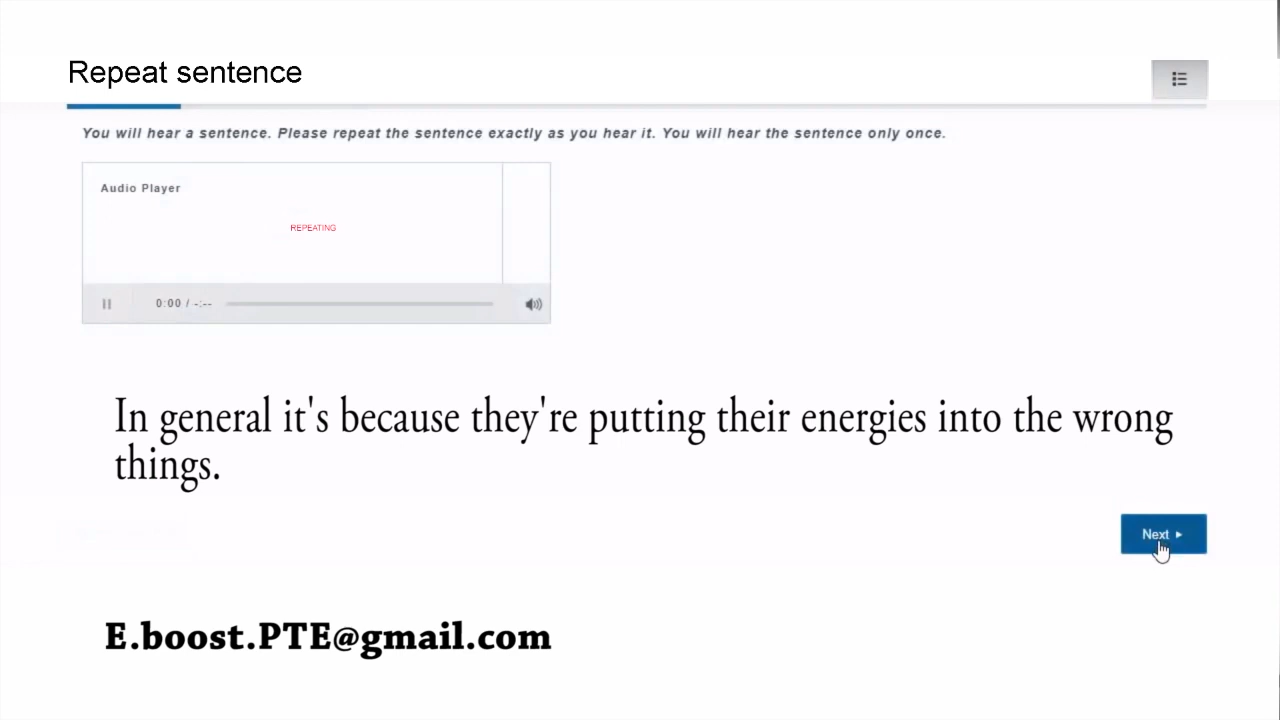 Repeat sentence
You will hear a sentence. Please repeat the sentence exactly as you hear it. You will hear the sentence only once.
Audio Player
REPEATING
0:00 / -:--
In general it's because they're putting their energies into the wrong
things.
Next
E.boost.PTE@gmail.com